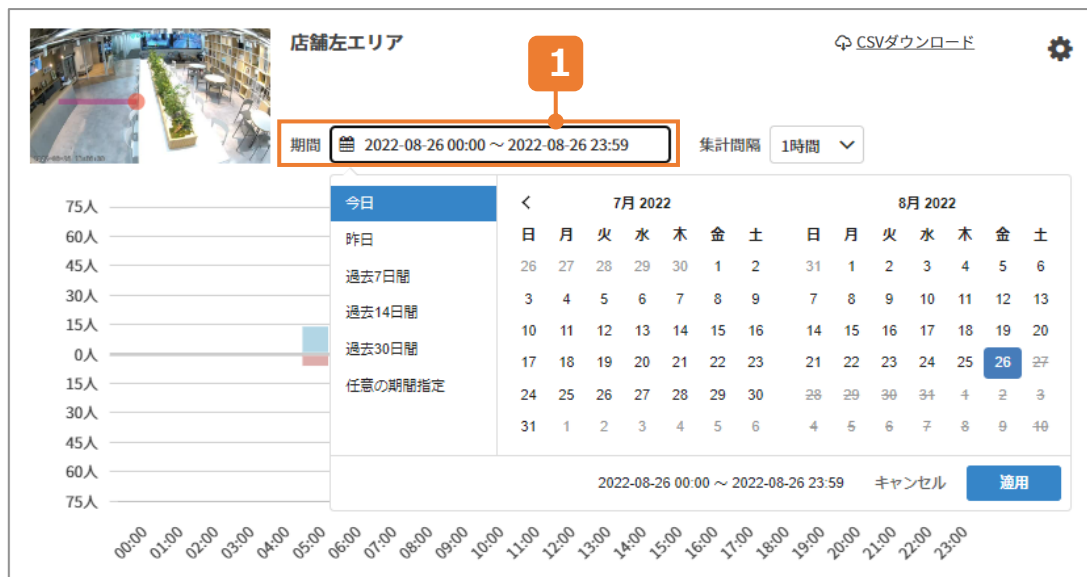 店舗左エリア
CSVダウンロード
1
期間 2022-08-26 00:00 ～ 2022-08-26 23:59 集計間隔 1時間
今日
昨日
過去7日間
過去14日間
過去30日間
任意の期間指定
7月 2022
日 月 火 水 木 金 土
26 27 28 29 30 1 2
3 4 5 6 7 8 9
10 11 12 13 14 15 16
17 18 19 20 21 22 23
24 25 26 27 28 29 30
31 1 2 3 4 5 6
8月 2022
日 月 火 水 木 金 土
31 1 2 3 4 5 6
7 8 9 10 11 12 13
14 15 16 17 18 19 20
21 22 23 24 25 26 27
28 29 30 31 1 2 3
4 5 6 7 8 9 10
2022-08-26 00:00 ～ 2022-08-26 23:59 キャンセル 適用
75人
60人
45人
30人
15人
0人
15人
30人
45人
60人
75人
00:00 01:00 02:00 03:00 04:00 05:00 06:00 07:00 08:00 09:00 10:00 11:00 12:00 13:00 14:00 15:00 16:00 17:00 18:00 19:00 20:00 21:00 22:00 23:00